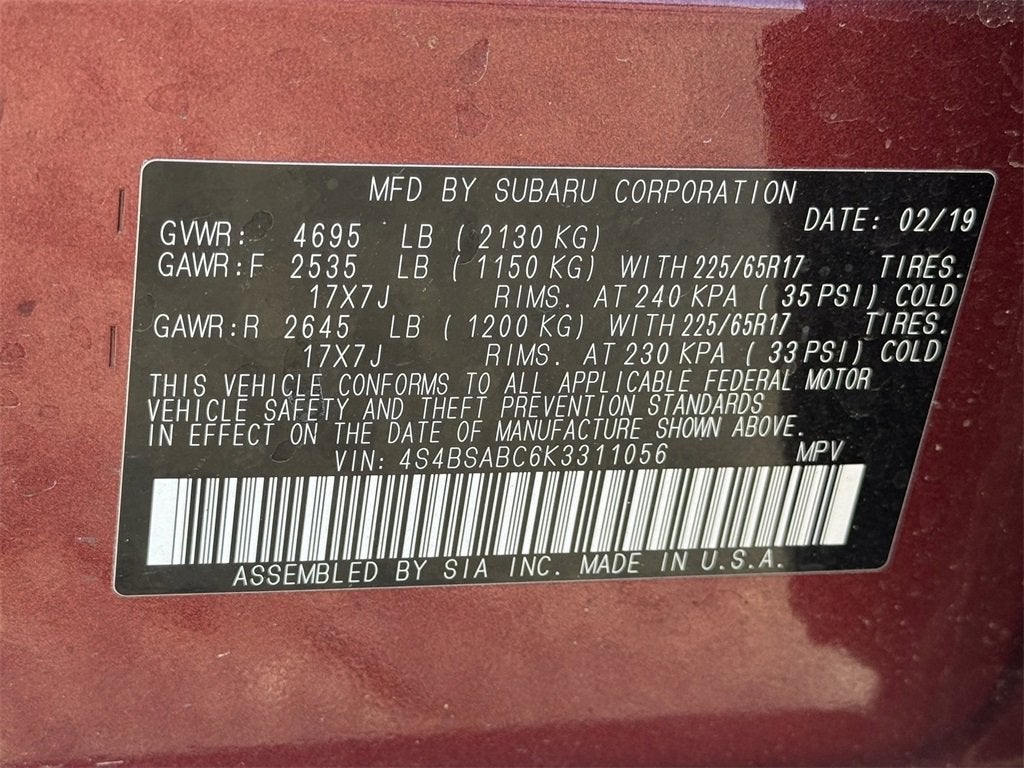 MFD BY SUBARU CORPORATION
DATE: 02/19
GVWR: 4695 LB (2130 KG)
GAWR:F 2535 LB (1150 KG) WITH 225/65R17 TIRES.
17X7J RIMS. AT 240 KPA (35 PSI) COLD
GAWR:R 2645 LB (1200 KG) WITH 225/65R17 TIRES.
17X7J RIMS. AT 230 KPA (33 PSI) COLD
THIS VEHICLE CONFORMS TO ALL APPLICABLE FEDERAL MOTOR
VEHICLE SAFETY AND THEFT PREVENTION STANDARDS
IN EFFECT ON THE DATE OF MANUFACTURE SHOWN ABOVE.
VIN: 4S4BSABC6K3311056 MPV
ASSEMBLED BY SIA INC. MADE IN U.S.A.